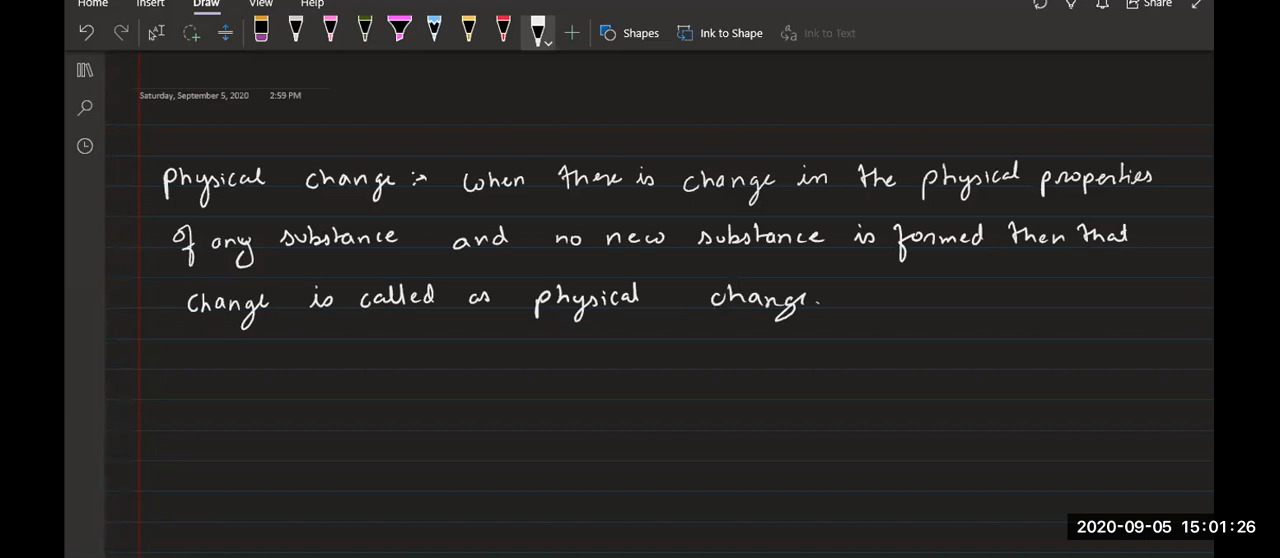 Home Insert Draw View Help Share
Shapes Ink to Shape Ink to Text
Saturday, September 5, 2020 2:59 PM
Physical change :- when there is change in the physical properties
of any substance and no new substance is formed then that
change is called as physical change.
2020-09-05 15:01:26